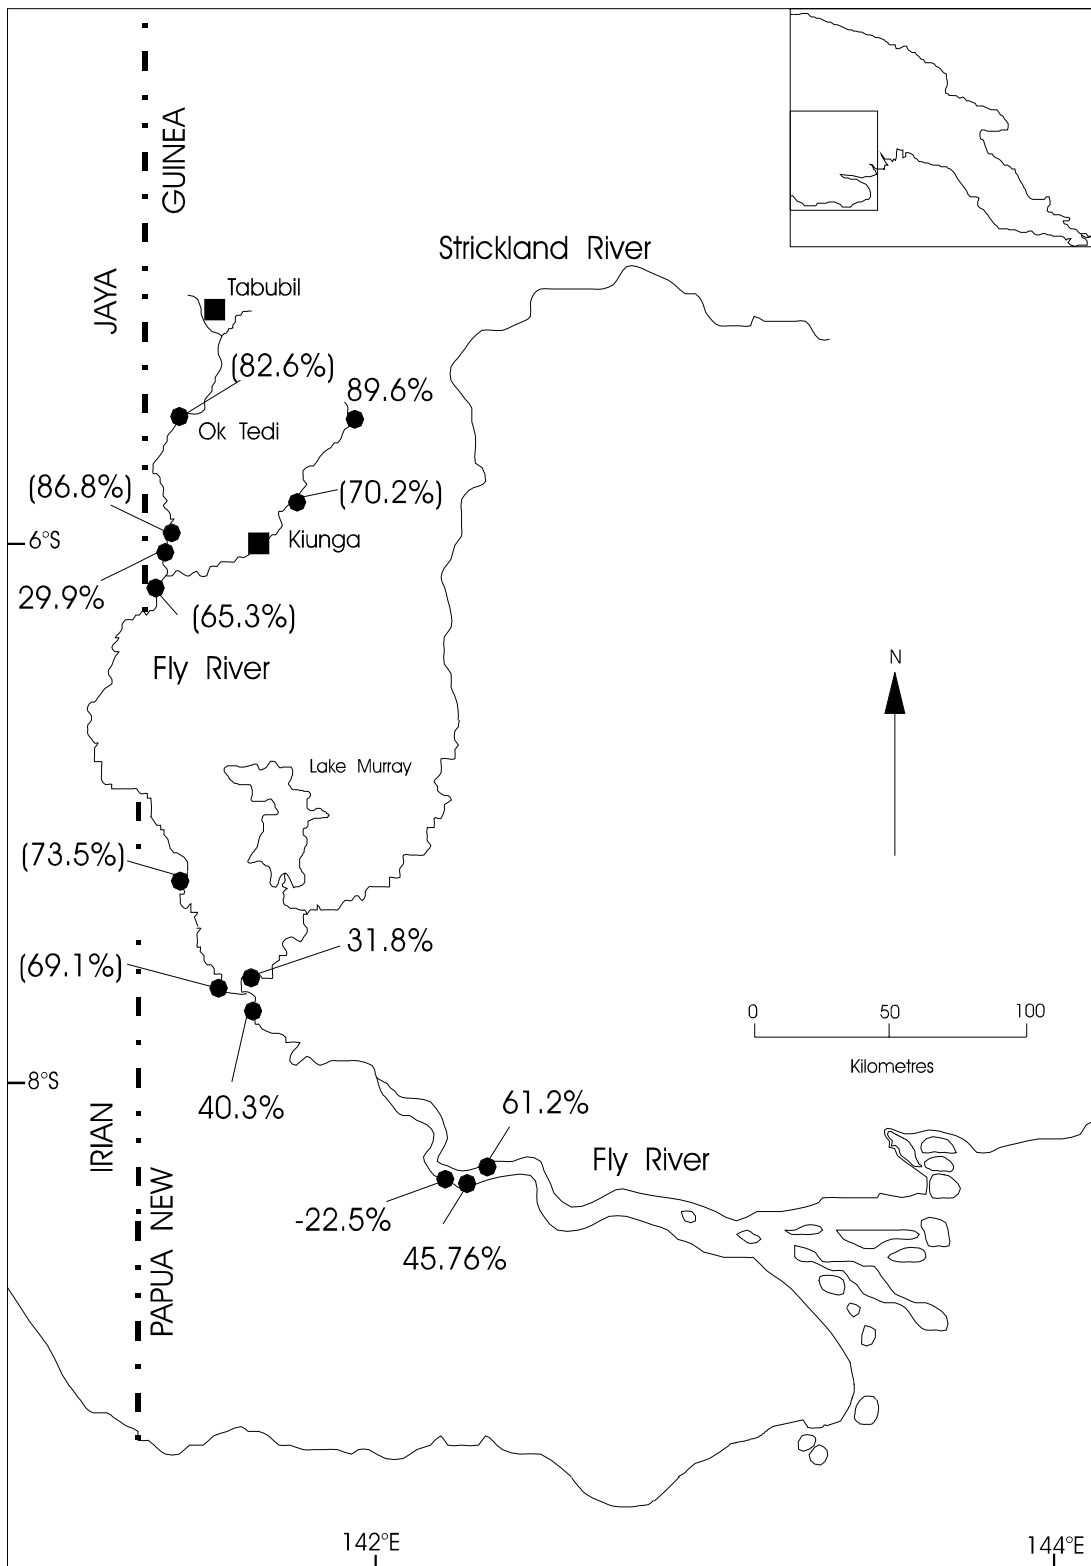 GUINEA
Strickland River
JAYA
Tabubil
(82.6%)
89.6%
Ok Tedi
(86.8%)
(70.2%)
6°S
Kiunga
29.9%
(65.3%)
Fly River
N
Lake Murray
(73.5%)
31.8%
(69.1%)
0 50 100
Kilometres
8°S
40.3%
61.2%
IRIAN
Fly River
PAPUA NEW
-22.5%
45.76%
142°E
144°E